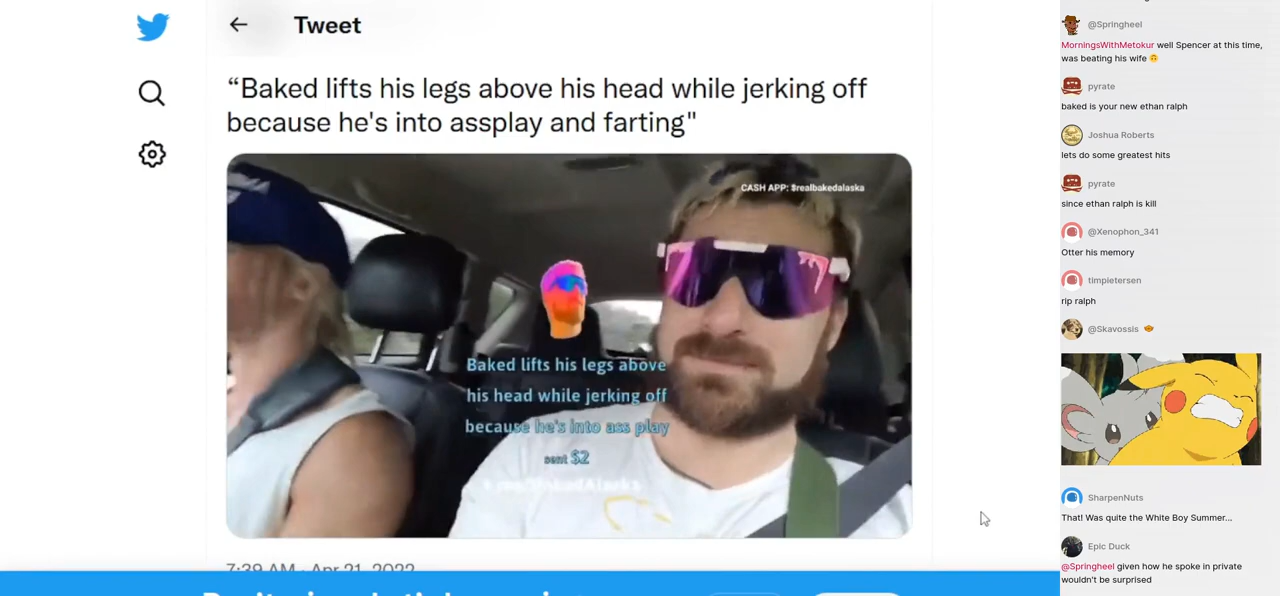 Tweet
“Baked lifts his legs above his head while jerking off
because he's into assplay and farting"
CASH APP: $realbakedalaska
Baked lifts his legs above
his head while jerking off
because he's into ass play
sent $2
7:39 AM · Apr 21, 2022
@Springheel
MorningsWithMetokur well Spencer at this time,
was beating his wife 🙃
pyrate
baked is your new ethan ralph
Joshua Roberts
lets do some greatest hits
pyrate
since ethan ralph is kill
@Xenophon_341
Otter his memory
timpietersen
rip ralph
@Skavossis
SharpenNuts
That! Was quite the White Boy Summer...
Epic Duck
@Springheel given how he spoke in private
wouldn't be surprised